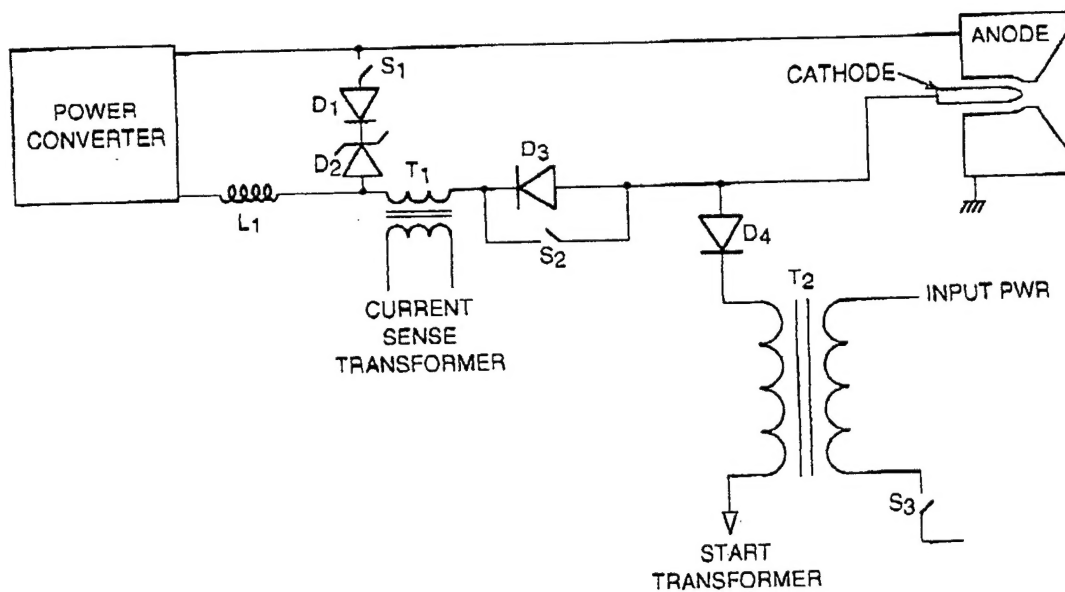 ANODE
CATHODE
POWER
CONVERTER
S1
D1
D2
T1
D3
L1
S2
D4
CURRENT
SENSE
TRANSFORMER
T2
INPUT PWR
S3
START
TRANSFORMER